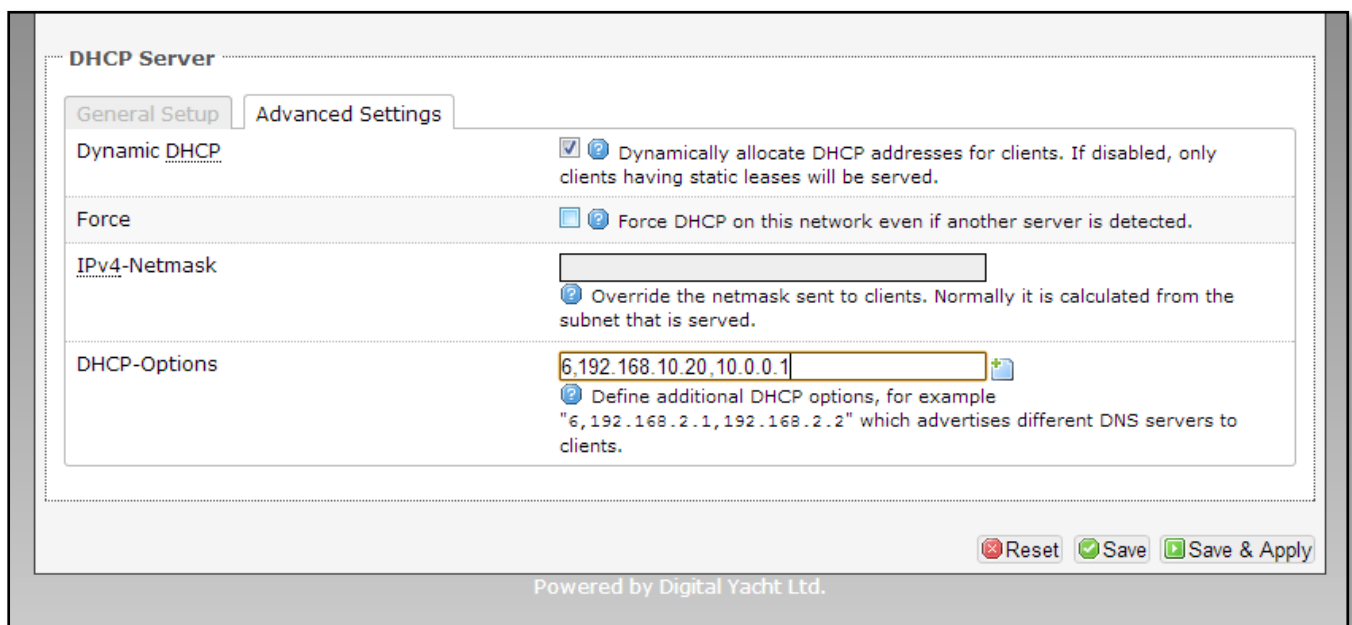 DHCP Server
General Setup
Advanced Settings
Dynamic DHCP
Dynamically allocate DHCP addresses for clients. If disabled, only
clients having static leases will be served.
Force
Force DHCP on this network even if another server is detected.
IPv4-Netmask
Override the netmask sent to clients. Normally it is calculated from the
subnet that is served.
DHCP-Options
6,192.168.10.20,10.0.0.1
Define additional DHCP options, for example
"6,192.168.2.1,192.168.2.2" which advertises different DNS servers to
clients.
Reset
Save
Save & Apply
Powered by Digital Yacht Ltd.